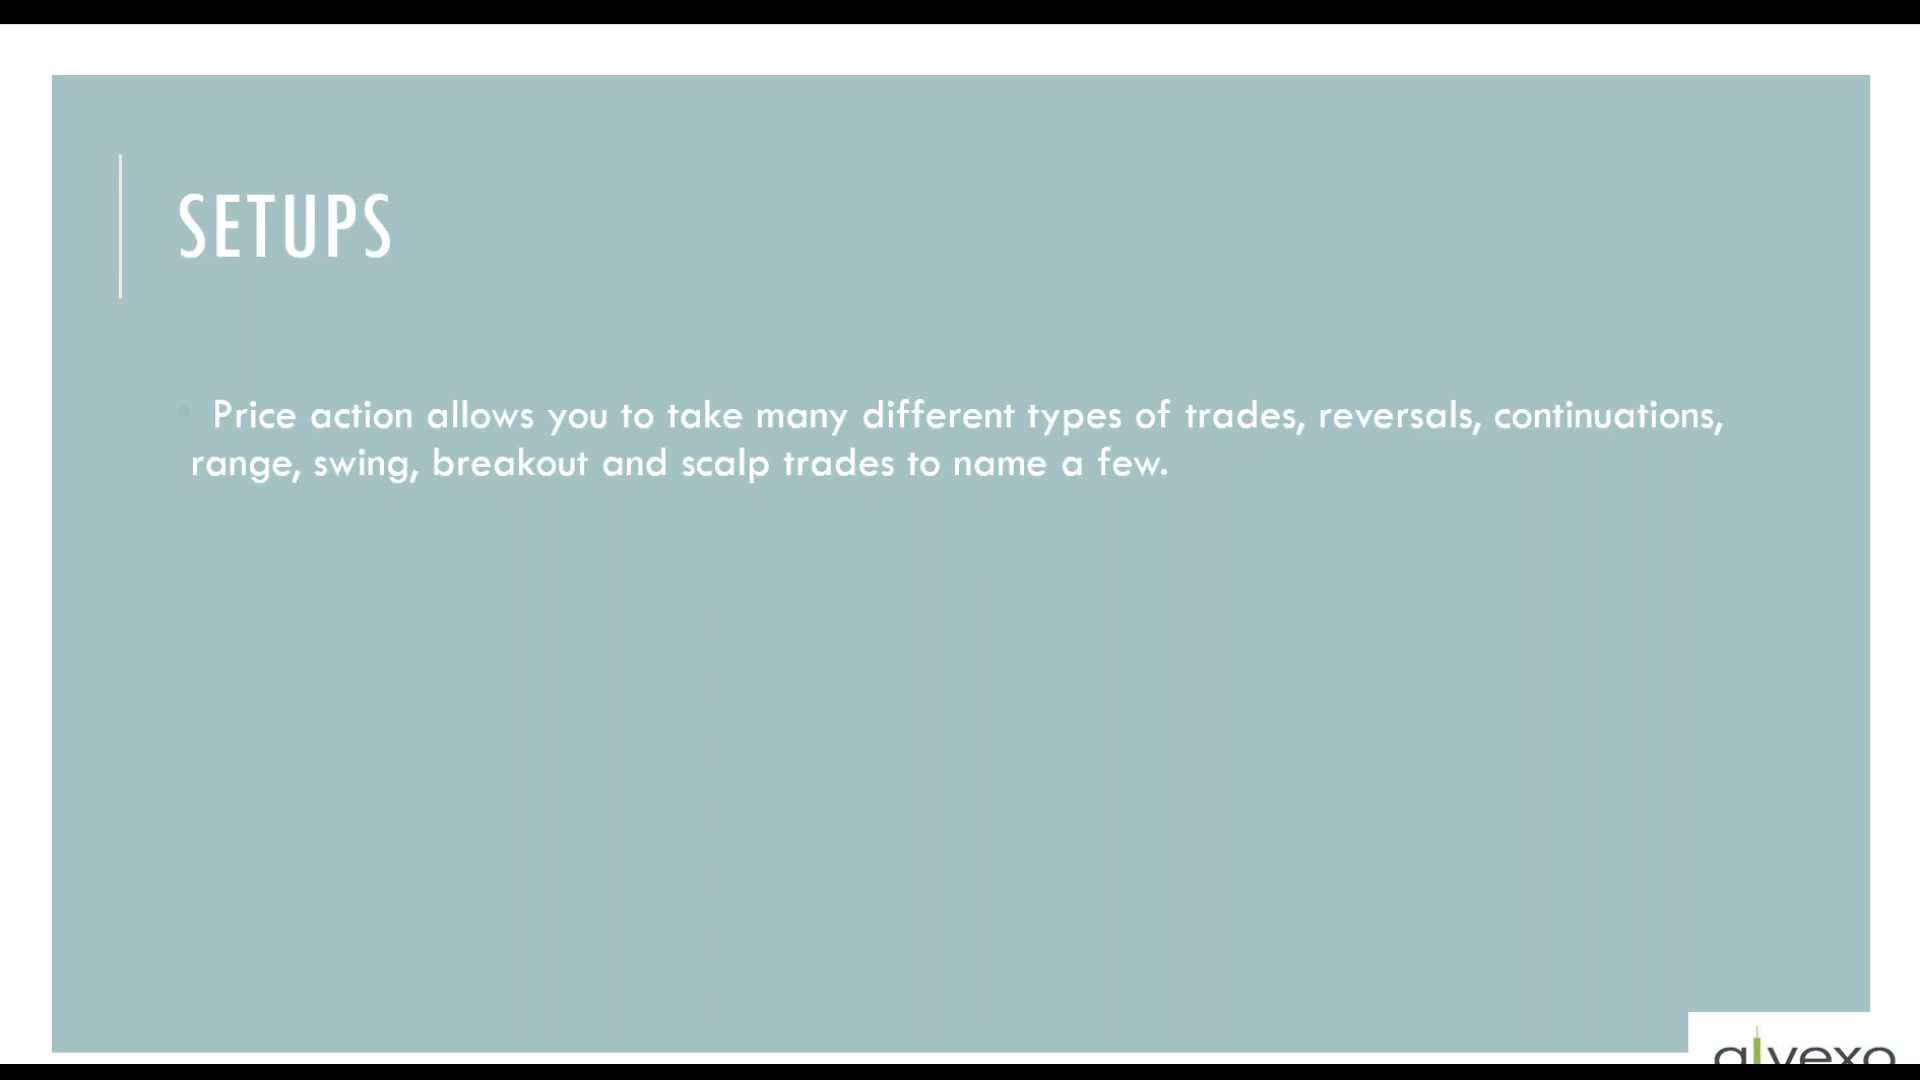 SETUPS
Price action allows you to take many different types of trades, reversals, continuations,
range, swing, breakout and scalp trades to name a few.
alvexo